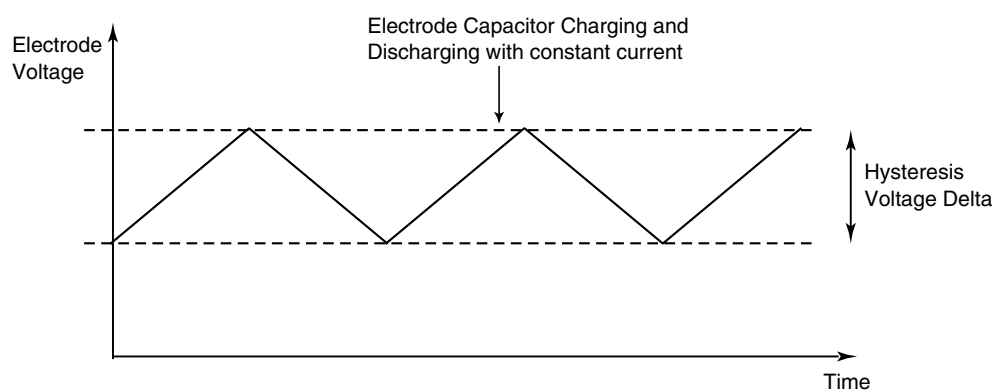 Electrode Capacitor Charging and
Discharging with constant current
Electrode
Voltage
Hysteresis
Voltage Delta
Time